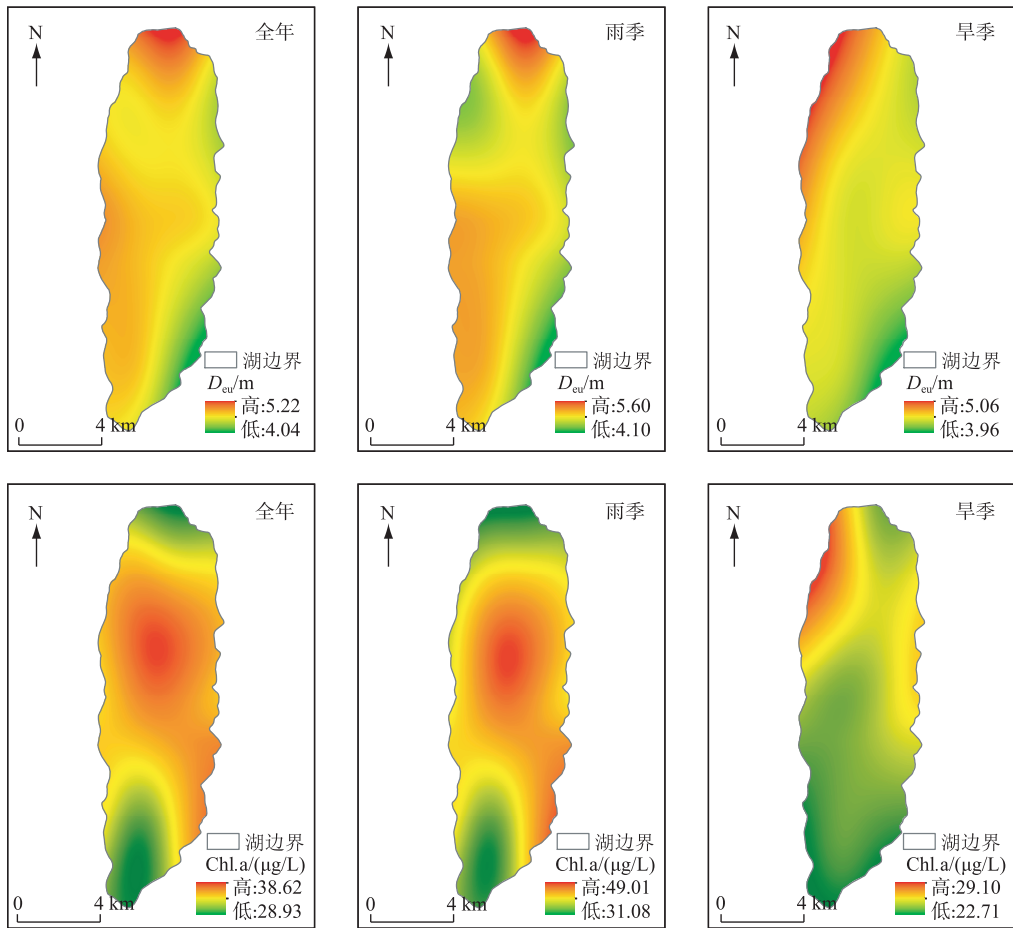 全年
N
湖边界
Deu/m
高:5.22
低:4.04
0 4 km
雨季
N
湖边界
Deu/m
高:5.60
低:4.10
0 4 km
旱季
N
湖边界
Deu/m
高:5.06
低:3.96
0 4 km
全年
N
湖边界
Chl.a/(μg/L)
高:38.62
低:28.93
0 4 km
雨季
N
湖边界
Chl.a/(μg/L)
高:49.01
低:31.08
0 4 km
旱季
N
湖边界
Chl.a/(μg/L)
高:29.10
低:22.71
0 4 km